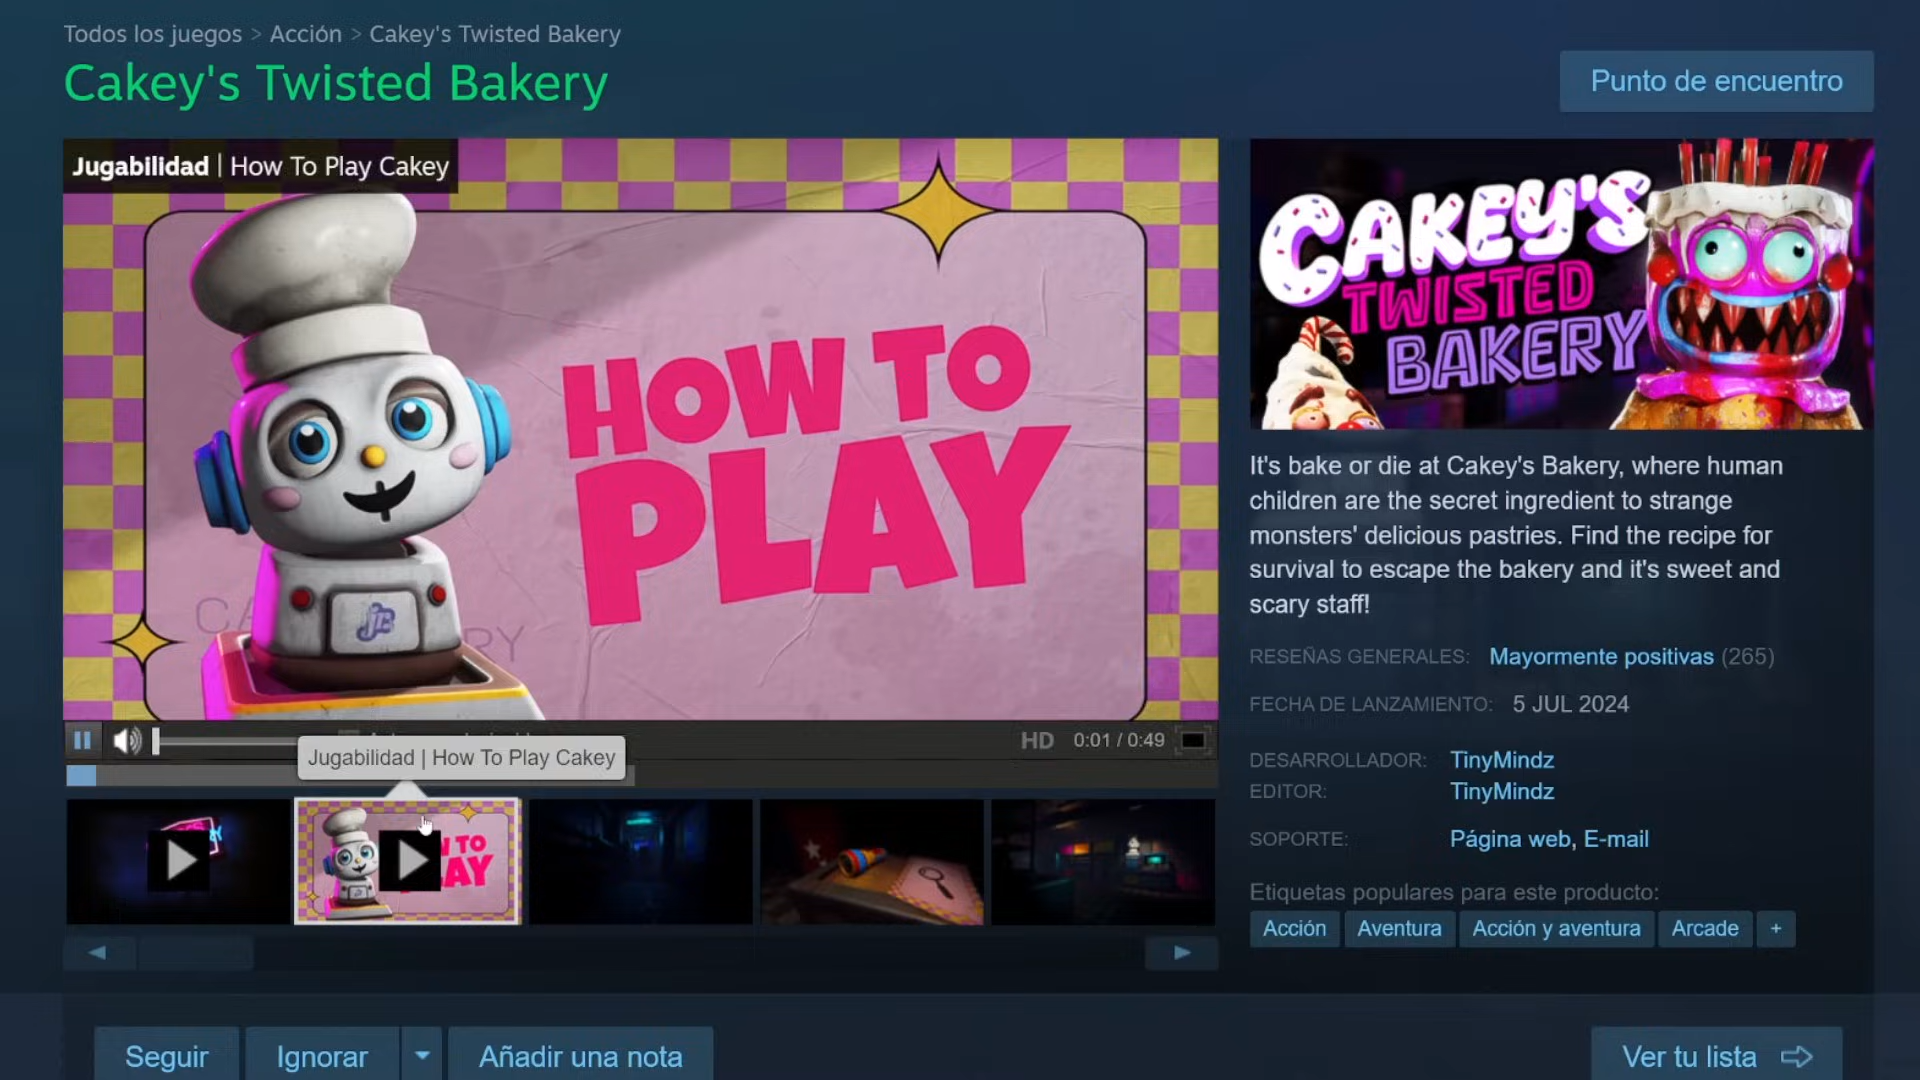 Todos los juegos > Acción > Cakey's Twisted Bakery
Cakey's Twisted Bakery
Punto de encuentro
Jugabilidad | How To Play Cakey
HOW TO
PLAY
JB
CAKEY'S
TWISTED
BAKERY
It's bake or die at Cakey's Bakery, where human
children are the secret ingredient to strange
monsters' delicious pastries. Find the recipe for
survival to escape the bakery and it's sweet and
scary staff!
RESEÑAS GENERALES: Mayormente positivas (265)
FECHA DE LANZAMIENTO: 5 JUL 2024
DESARROLLADOR: TinyMindz
EDITOR: TinyMindz
SOPORTE: Página web, E-mail
Etiquetas populares para este producto:
Acción Aventura Acción y aventura Arcade +
HD 0:01 / 0:49
Jugabilidad | How To Play Cakey
Seguir Ignorar Añadir una nota Ver tu lista